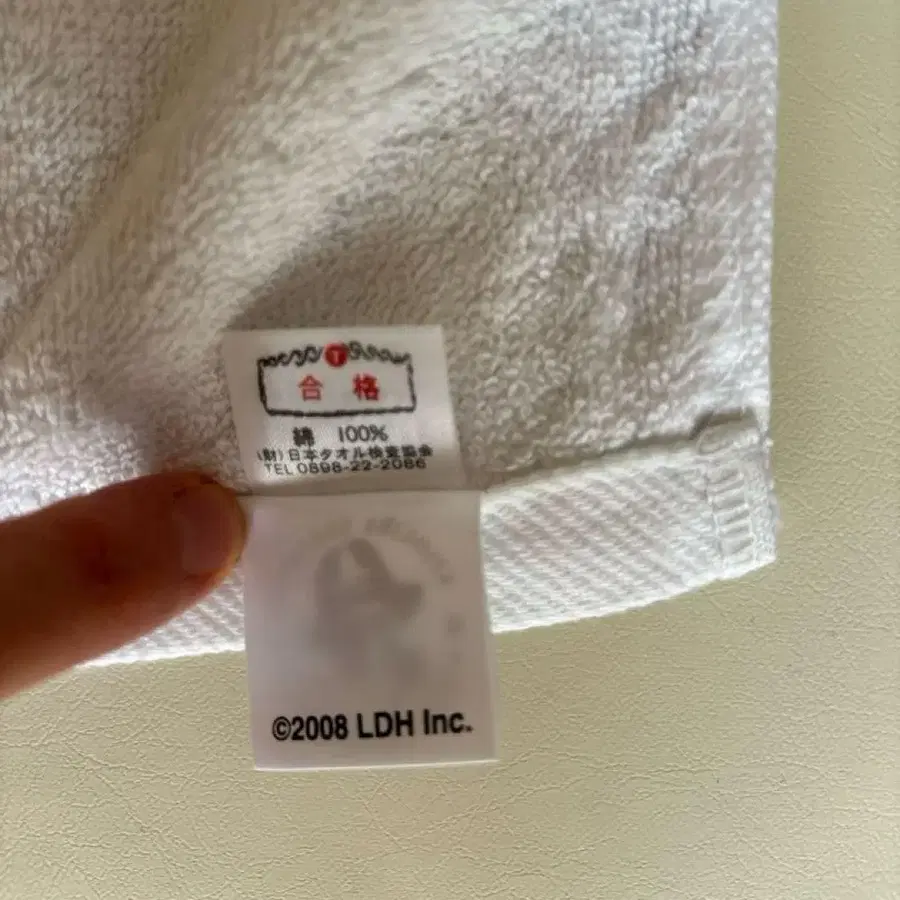 T
合格
綿 100%
(財)日本タオル検査協会
TEL 0898-22-2086
©2008 LDH Inc.